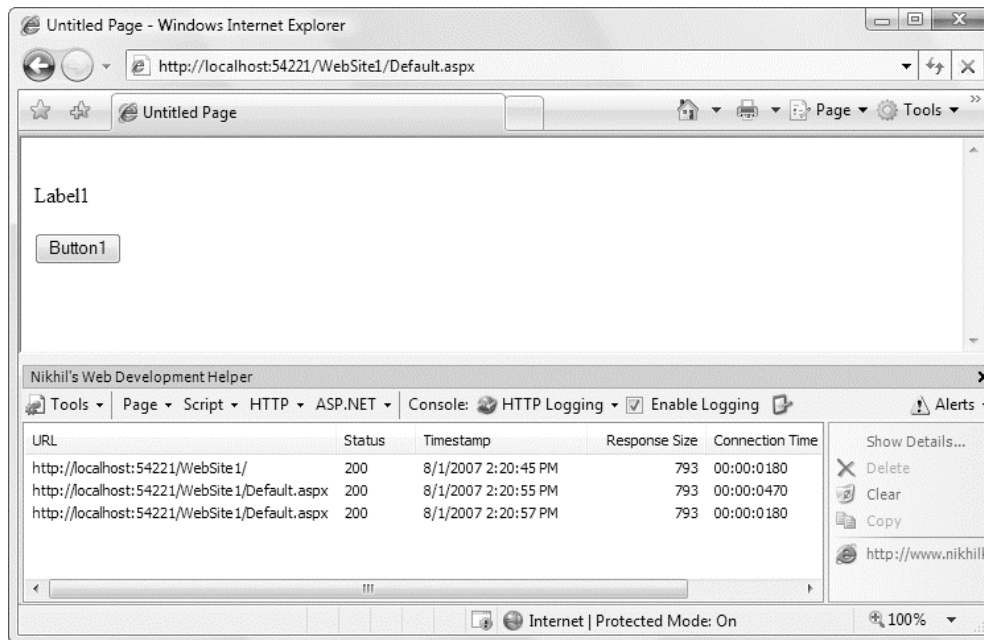 Untitled Page - Windows Internet Explorer
http://localhost:54221/WebSite1/Default.aspx
Untitled Page
Page
Tools
Label1
Button1
Nikhil's Web Development Helper
Tools Page Script HTTP ASP.NET Console: HTTP Logging Enable Logging Alerts
URL Status Timestamp Response Size Connection Time
http://localhost:54221/WebSite1/ 200 8/1/2007 2:20:45 PM 793 00:00:0180
http://localhost:54221/WebSite1/Default.aspx 200 8/1/2007 2:20:55 PM 793 00:00:0470
http://localhost:54221/WebSite1/Default.aspx 200 8/1/2007 2:20:57 PM 793 00:00:0180
Show Details...
Delete
Clear
Copy
http://www.nikhil
Internet | Protected Mode: On 100%